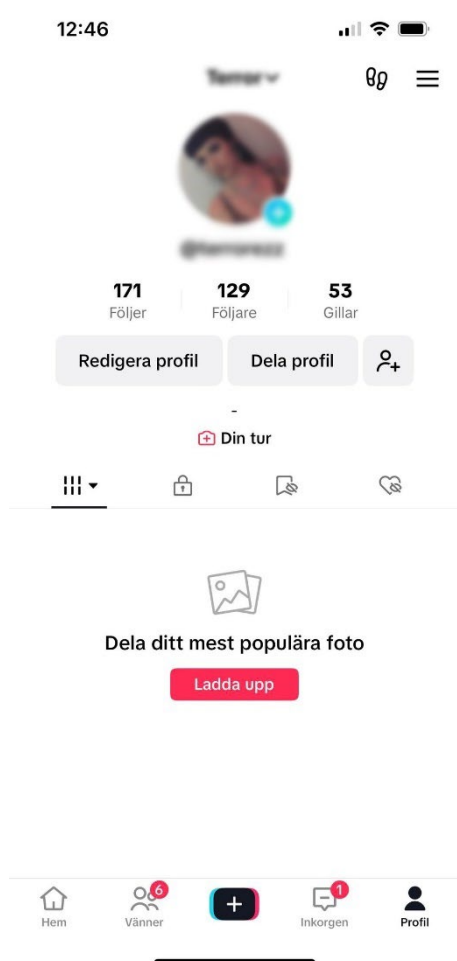 12:46
171
129
53
Följer
Följare
Gillar
Redigera profil
Dela profil
-
Din tur
Dela ditt mest populära foto
Ladda upp
6
1
Hem
Vänner
Inkorgen
Profil